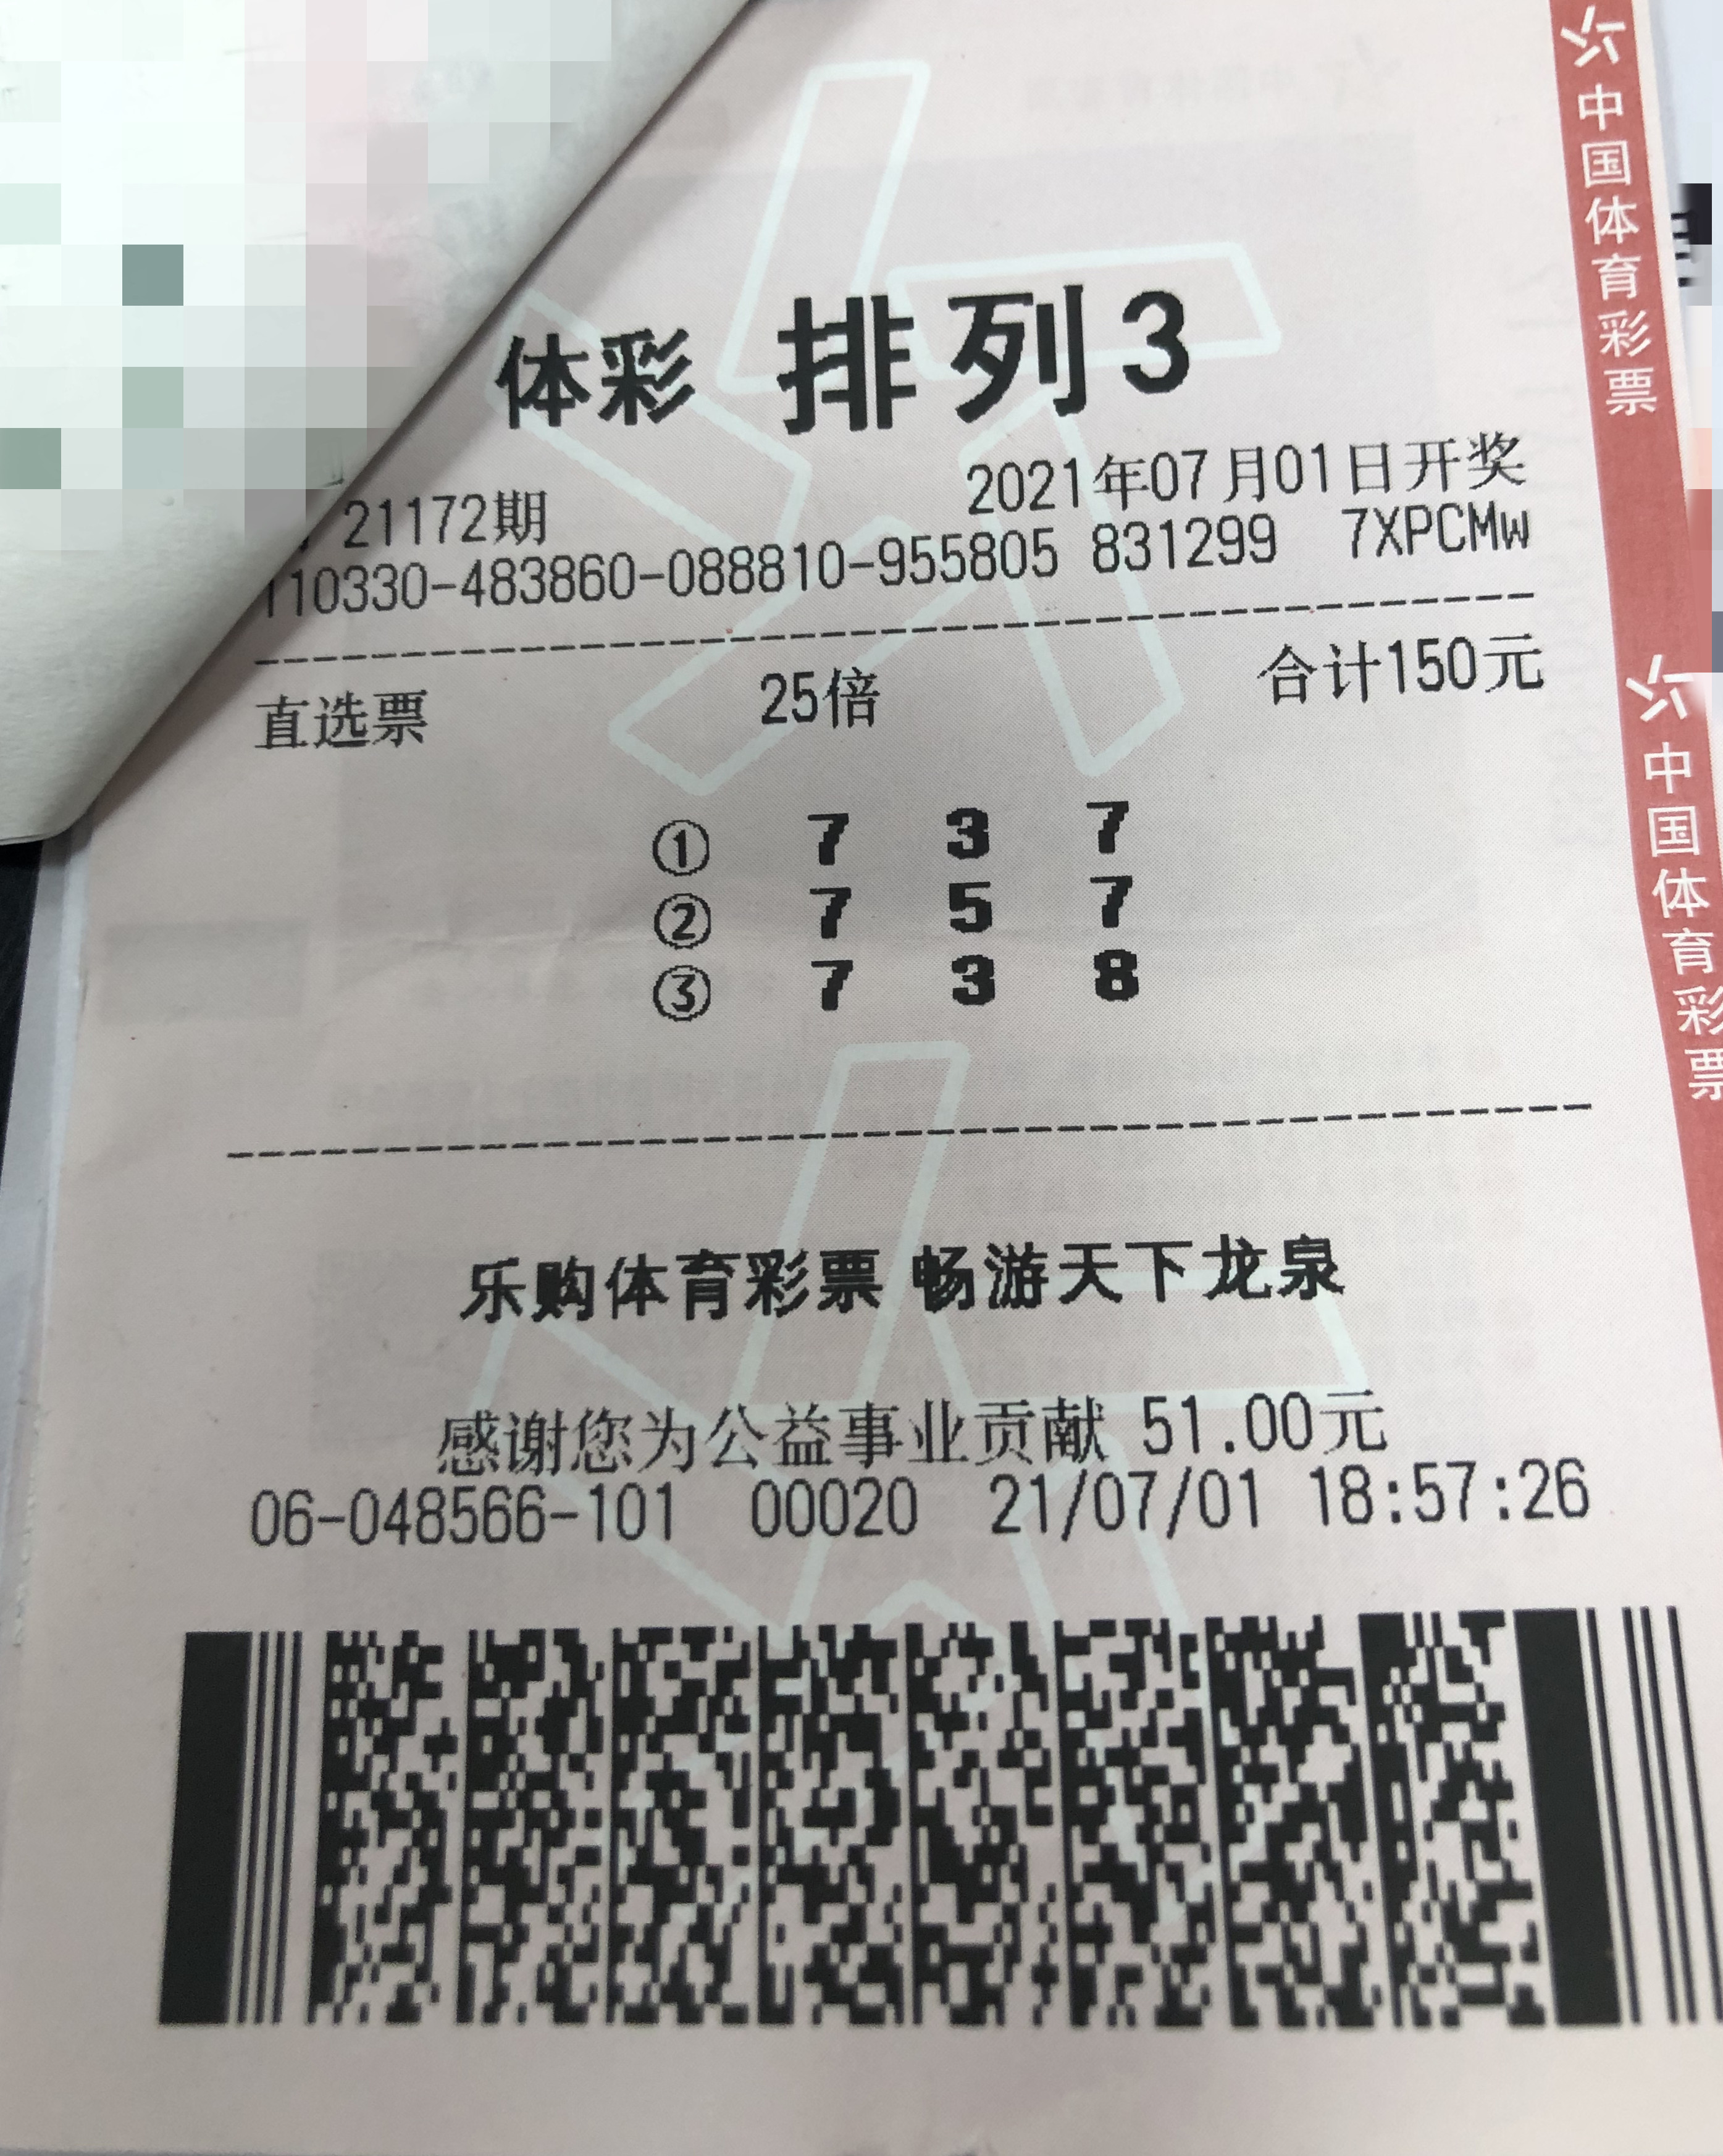 体彩 排列3
21172期 2021年07月01日开奖
110330-483860-088810-955805 831299 7XPCMw
直选票 25倍 合计150元
① 7 3 7
② 7 5 7
③ 7 3 8
乐购体育彩票 畅游天下龙泉
感谢您为公益事业贡献 51.00元
06-048566-101 00020 21/07/01 18:57:26
中国体育彩票
中国体育彩票